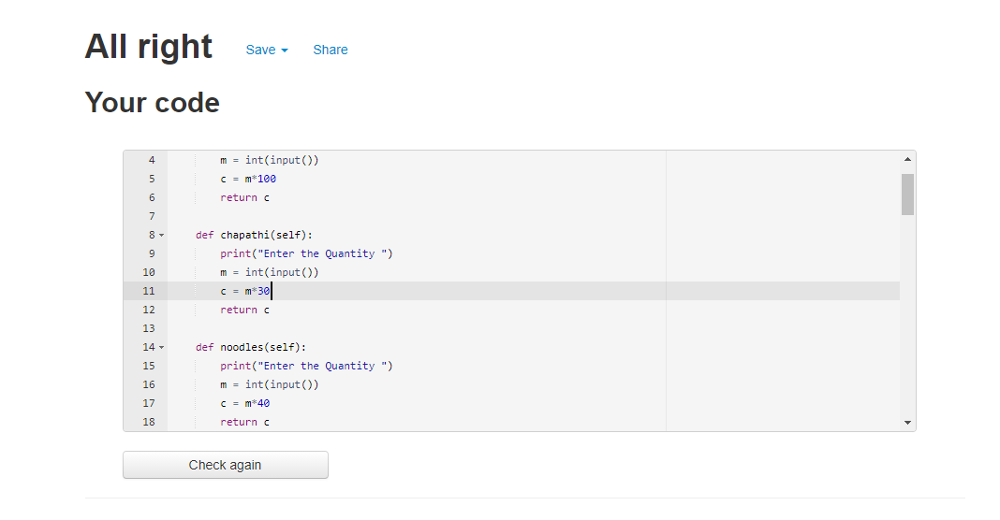 All right Save Share
Your code
4 m = int(input())
5 c = m*100
6 return c
7
8 def chapathi(self):
9 print("Enter the Quantity ")
10 m = int(input())
11 c = m*30
12 return c
13
14 def noodles(self):
15 print("Enter the Quantity ")
16 m = int(input())
17 c = m*40
18 return c
Check again